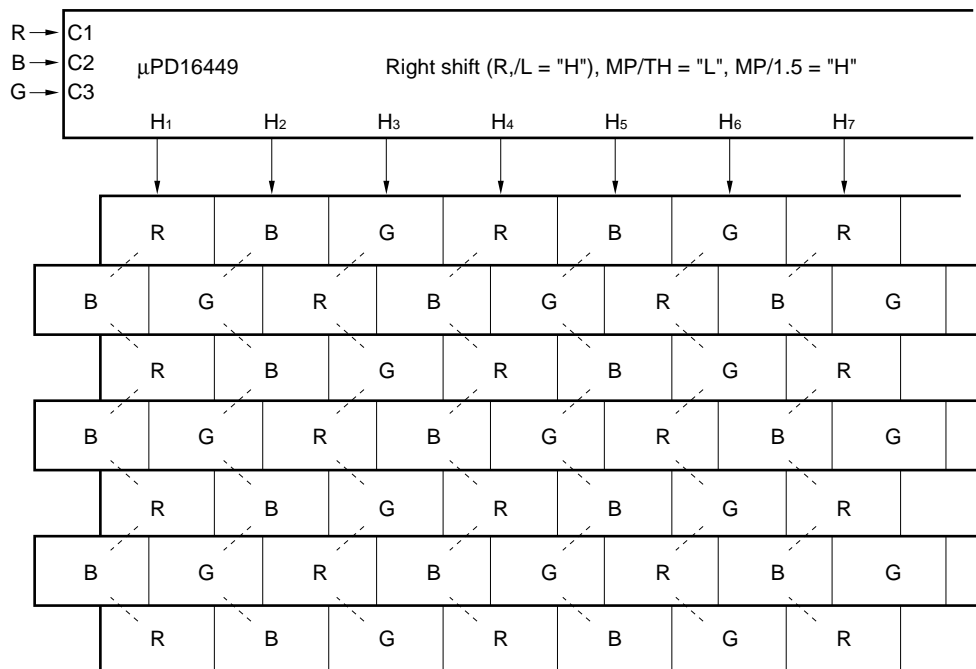 R C1
B C2 μPD16449 Right shift (R,/L = "H"), MP/TH = "L", MP/1.5 = "H"
G C3
H1 H2 H3 H4 H5 H6 H7
R B G R B G R
B G R B G R B G
R B G R B G R
B G R B G R B G
R B G R B G R
B G R B G R B G
R B G R B G R